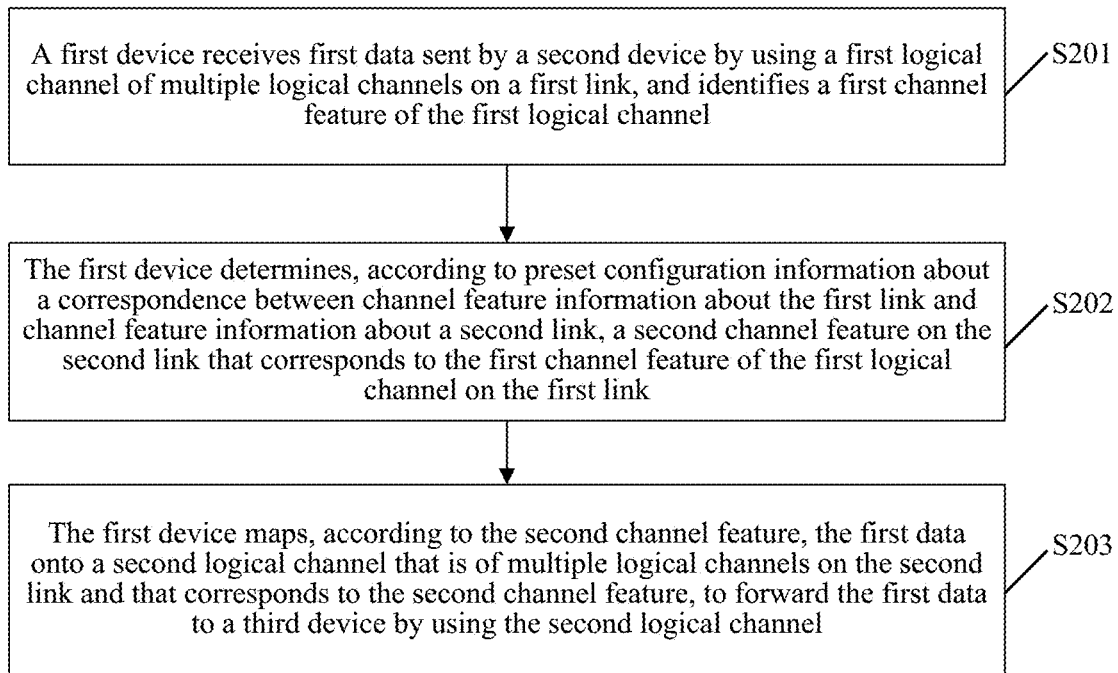 A first device receives first data sent by a second device by using a first logical
channel of multiple logical channels on a first link, and identifies a first channel
feature of the first logical channel
S201
The first device determines, according to preset configuration information about
a correspondence between channel feature information about the first link and
channel feature information about a second link, a second channel feature on the
second link that corresponds to the first channel feature of the first logical
channel on the first link
S202
The first device maps, according to the second channel feature, the first data
onto a second logical channel that is of multiple logical channels on the second
link and that corresponds to the second channel feature, to forward the first data
to a third device by using the second logical channel
S203